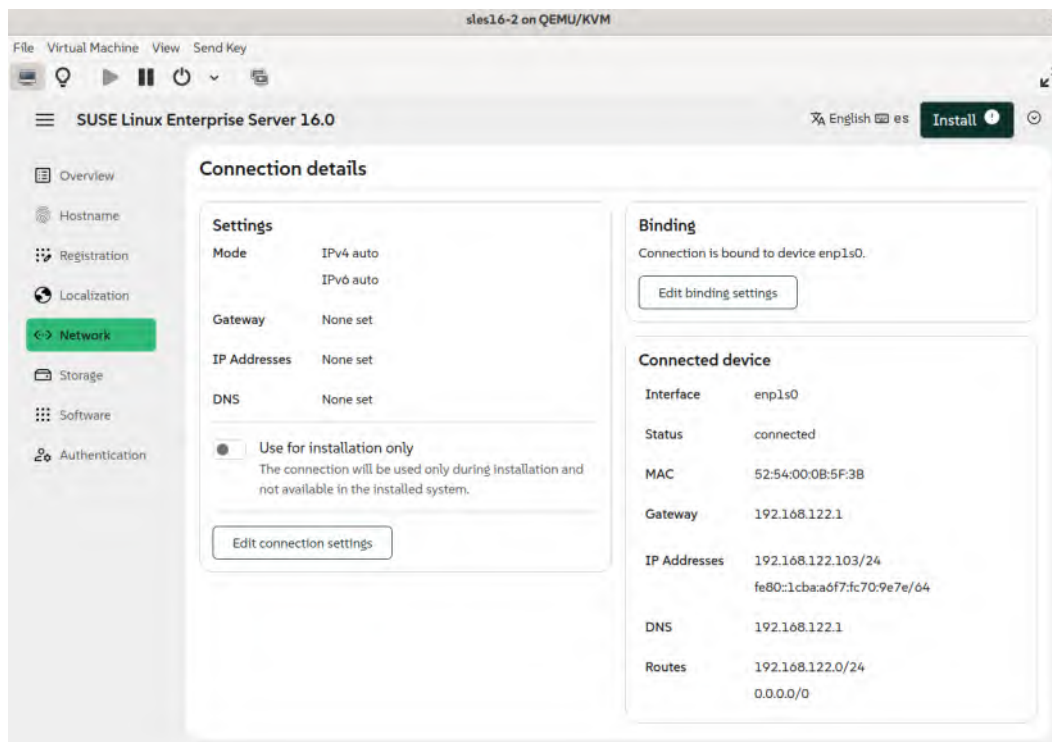 sles16-2 on QEMU/KVM
File Virtual Machine View Send Key
SUSE Linux Enterprise Server 16.0
English es
Install
Overview
Hostname
Registration
Localization
Network
Storage
Software
Authentication
Connection details
Settings
Mode IPv4 auto
IPv6 auto
Gateway None set
IP Addresses None set
DNS None set
Use for installation only
The connection will be used only during installation and
not available in the installed system.
Edit connection settings
Binding
Connection is bound to device enp1s0.
Edit binding settings
Connected device
Interface enp1s0
Status connected
MAC 52:54:00:0B:5F:3B
Gateway 192.168.122.1
IP Addresses 192.168.122.103/24
fe80::1cba:a6f7:fc70:9e7e/64
DNS 192.168.122.1
Routes 192.168.122.0/24
0.0.0.0/0